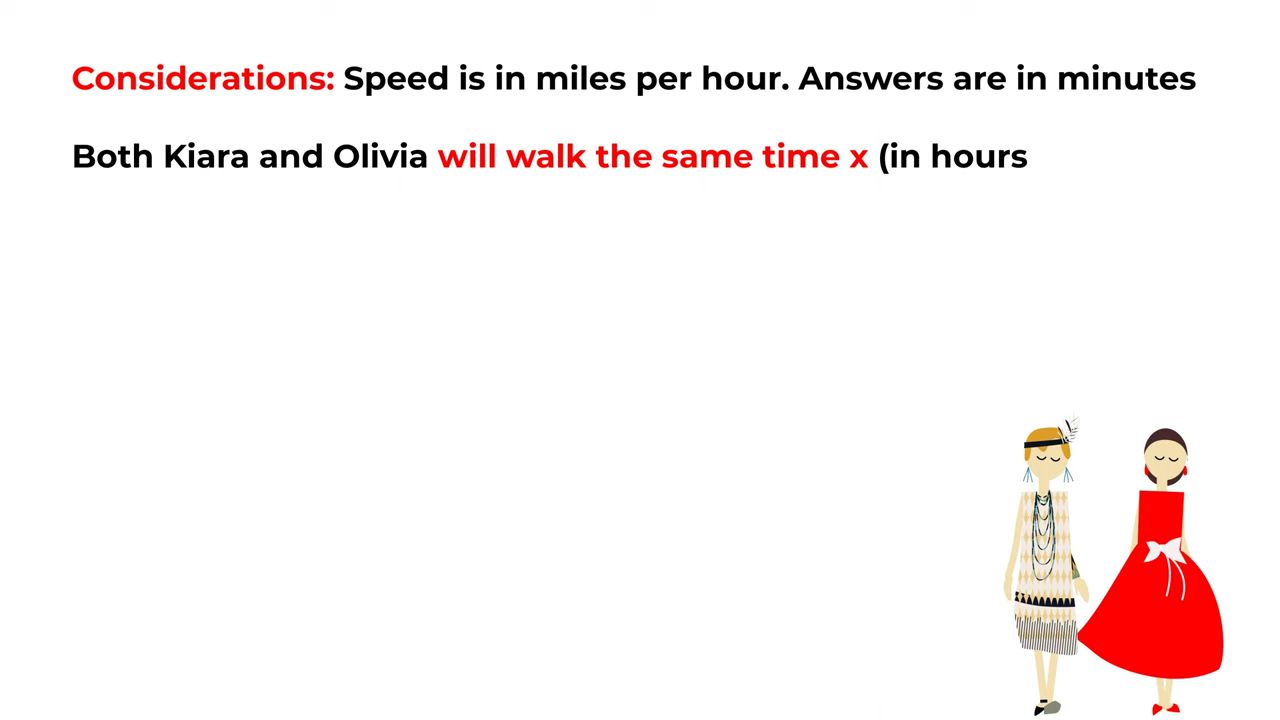 Considerations: Speed is in miles per hour. Answers are in minutes
Both Kiara and Olivia will walk the same time x (in hours